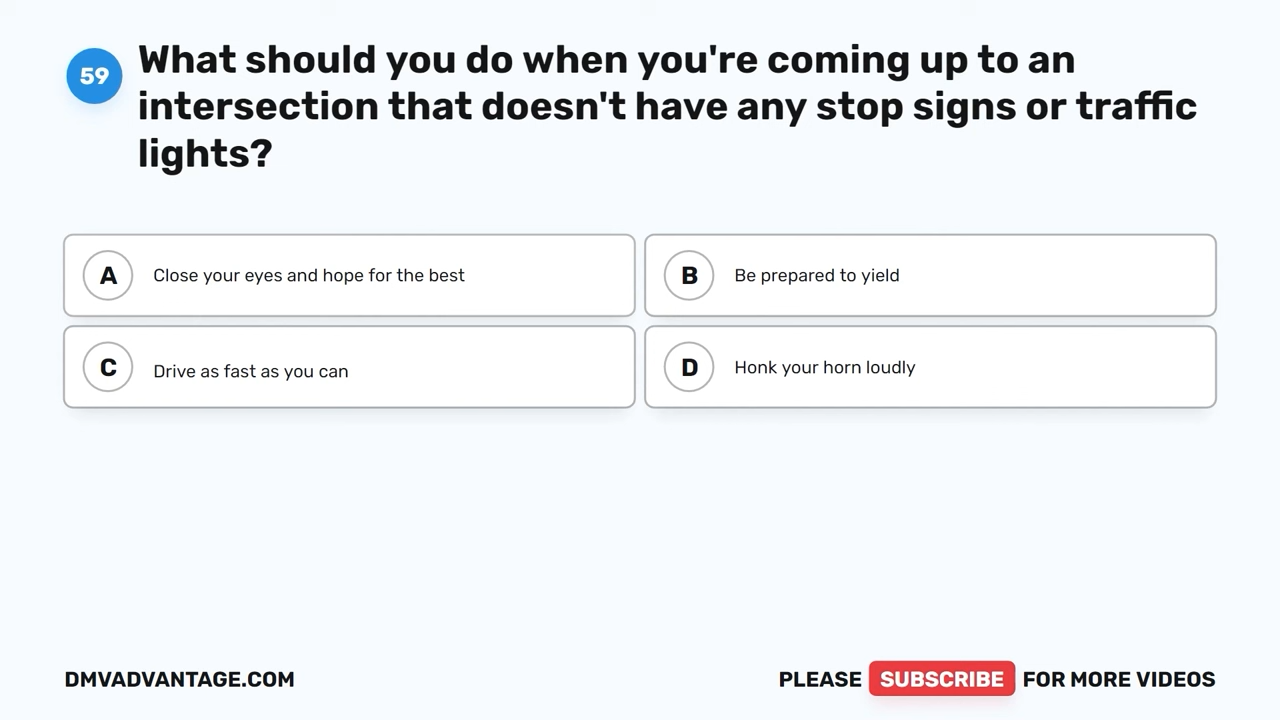 59
What should you do when you're coming up to an
intersection that doesn't have any stop signs or traffic
lights?
A Close your eyes and hope for the best
B Be prepared to yield
C Drive as fast as you can
D Honk your horn loudly
DMVADVANTAGE.COM
PLEASE SUBSCRIBE FOR MORE VIDEOS